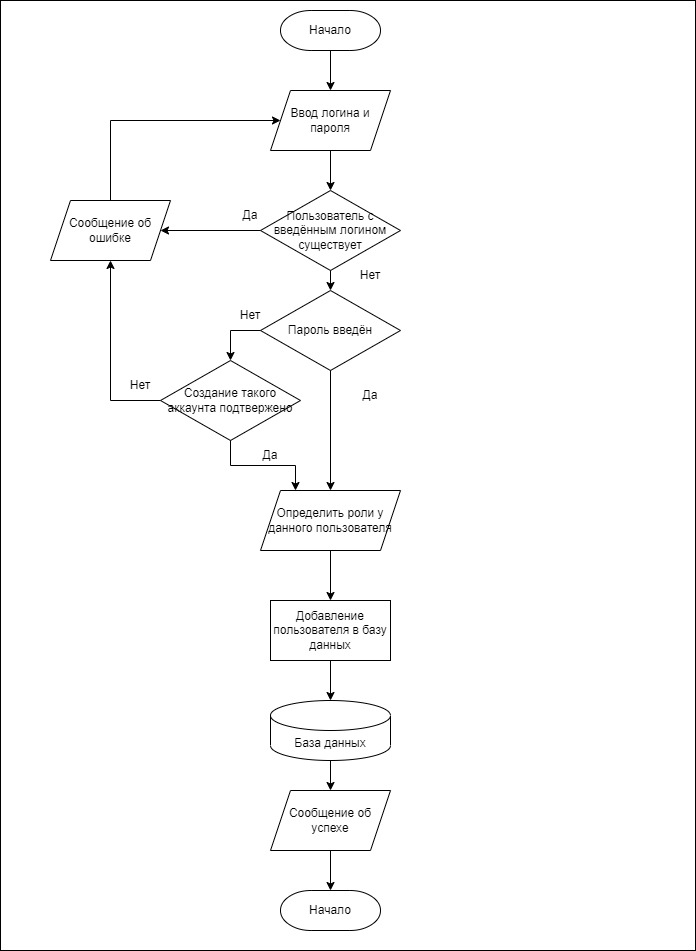 Начало
Ввод логина и
пароля
Да
Пользователь с
введённым логином
существует
Сообщение об
ошибке
Нет
Нет
Пароль введён
Нет
Создание такого
аккаунта подтвержено
Да
Да
Определить роли у
данного пользователя
Добавление
пользователя в базу
данных
База данных
Сообщение об
успехе
Начало